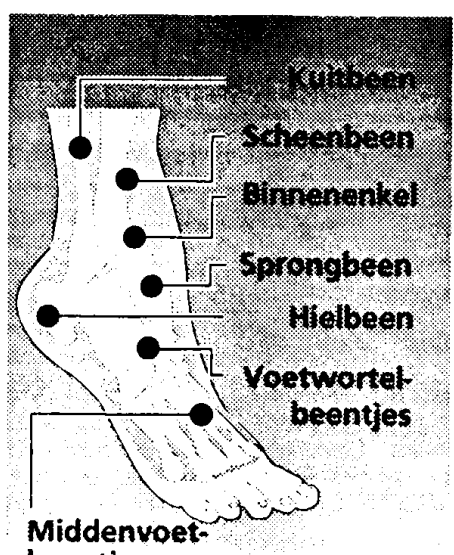 Kuitbeen
Scheenbeen
Binnenenkel
Sprongbeen
Hielbeen
Voetwortel-
beentjes
Middenvoet-